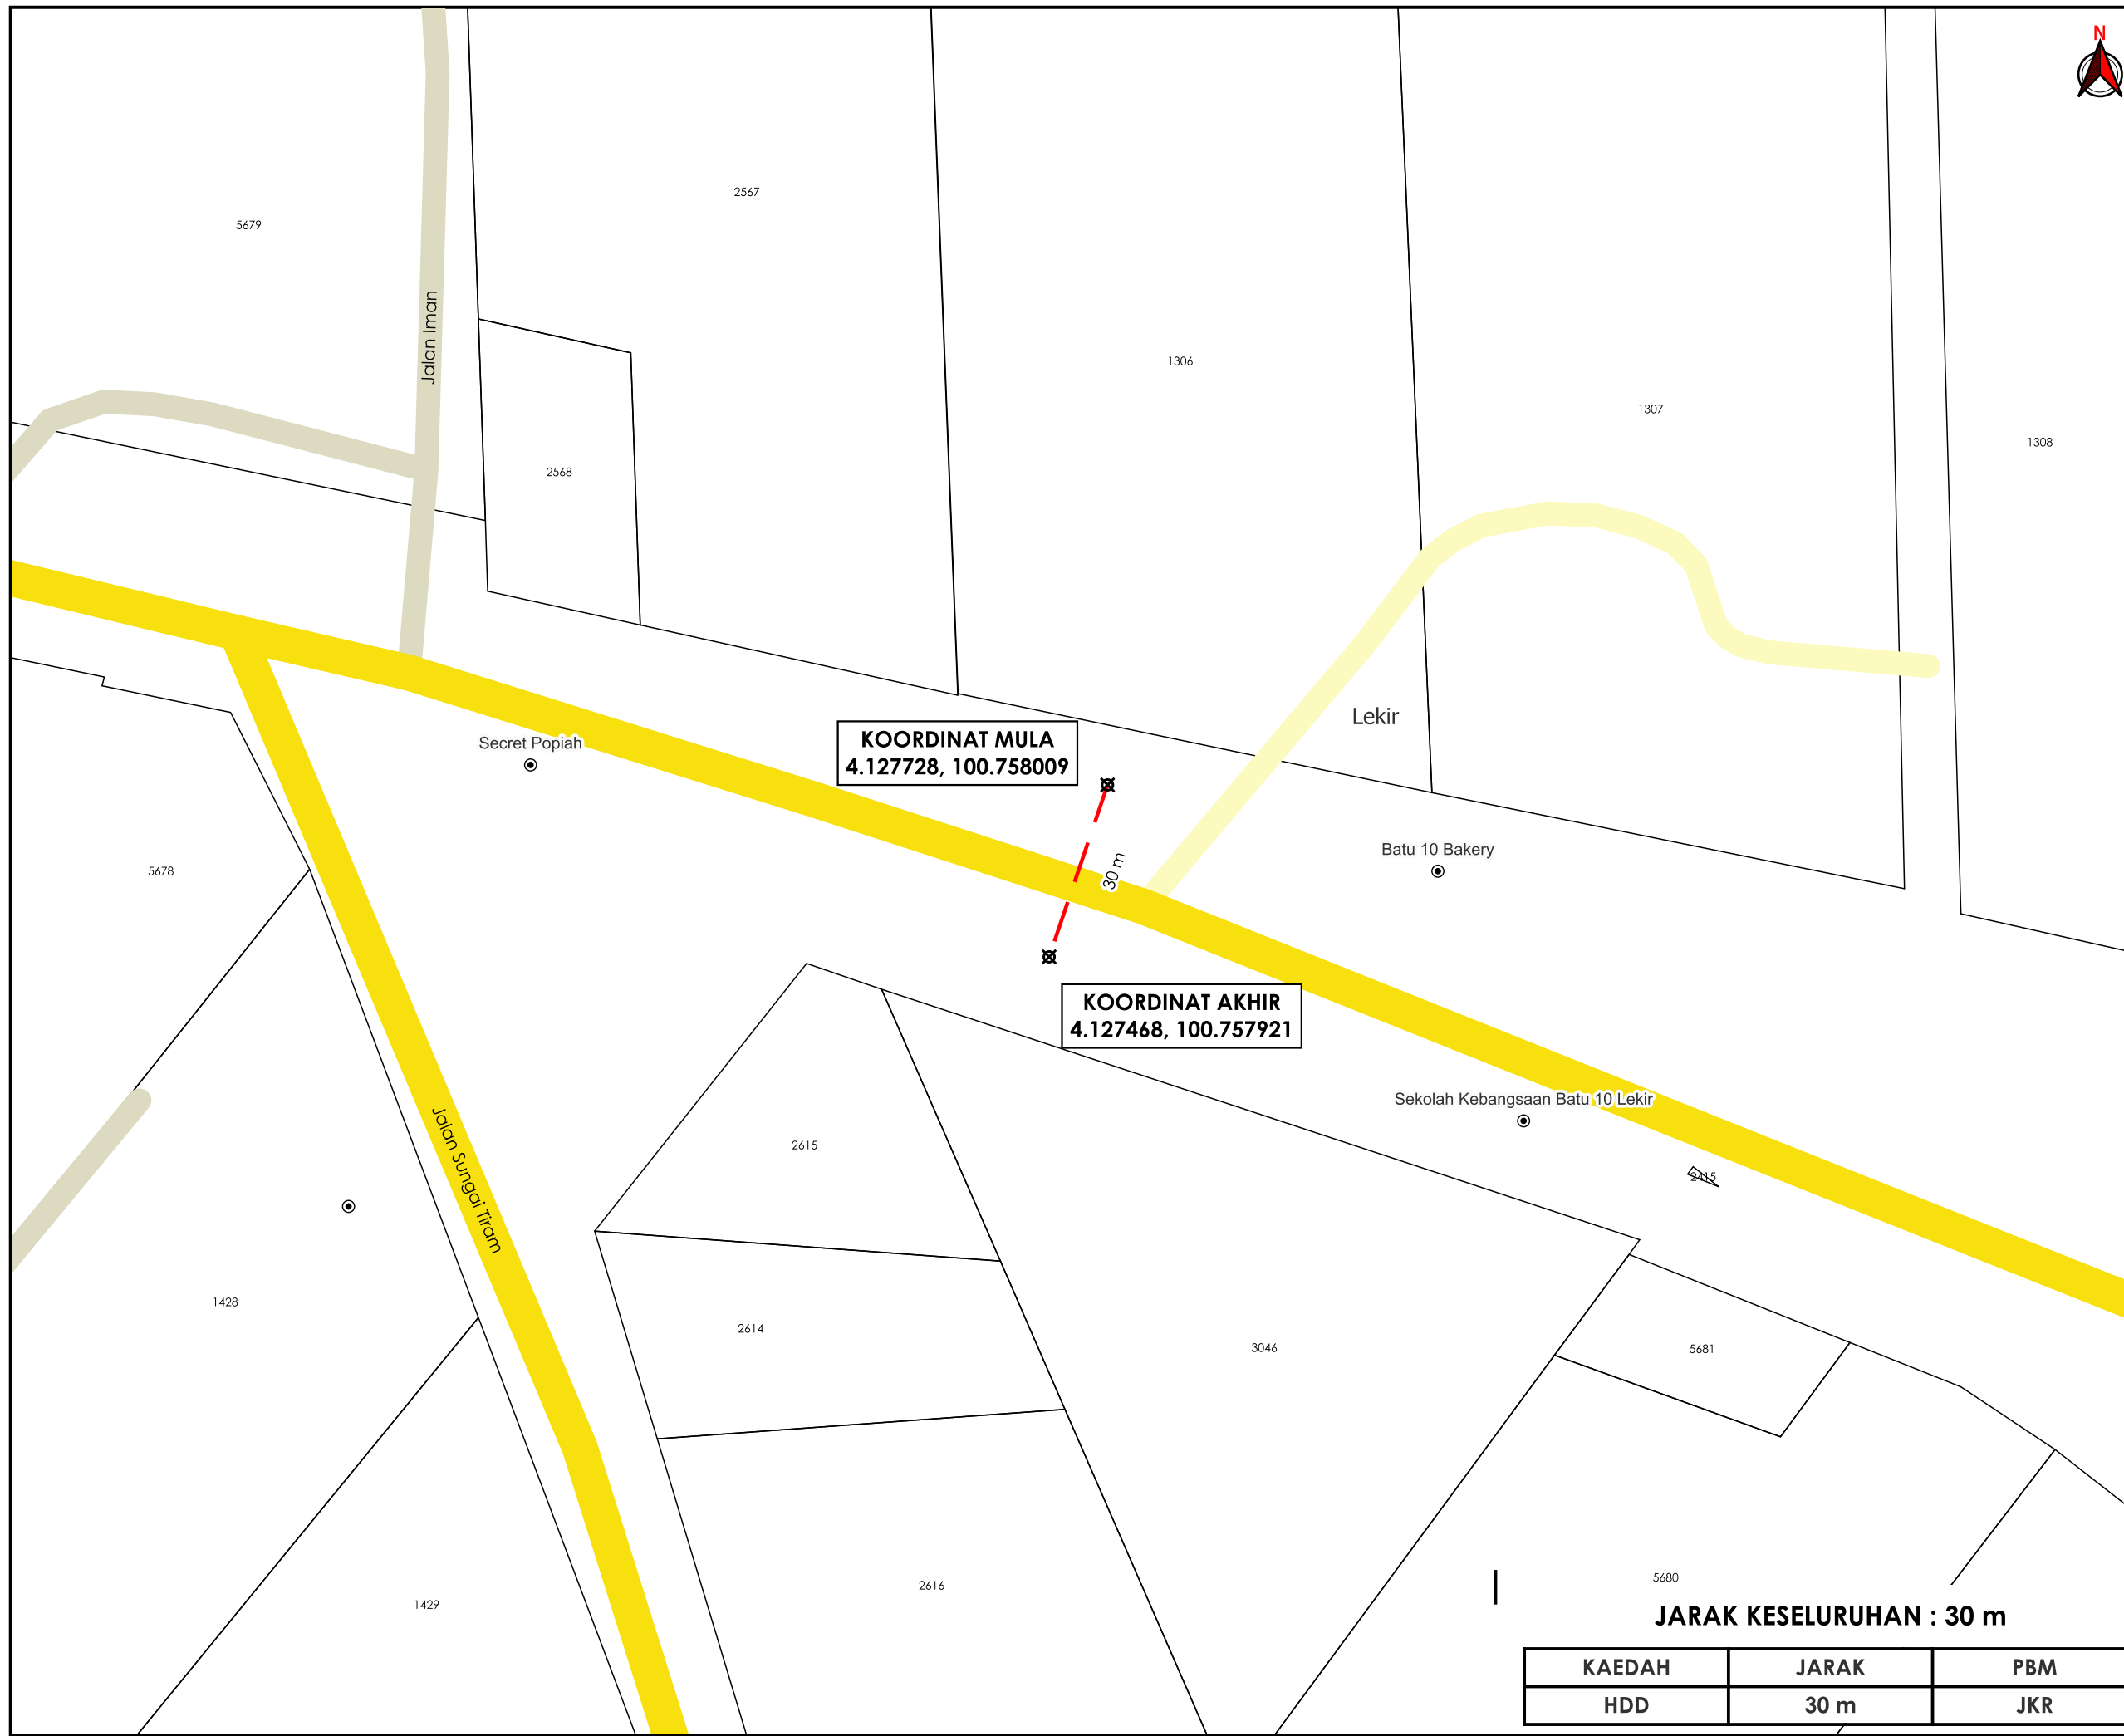 N
2567
5679
Jalan Iman
1306
1307
1308
2568
Lekir
Secret Popiah
KOORDINAT MULA
4.127728, 100.758009
30 m
Batu 10 Bakery
5678
KOORDINAT AKHIR
4.127468, 100.757921
Sekolah Kebangsaan Batu 10 Lekir
Jalan Sungai Tiram
2615
2415
1428
2614
3046
5681
5680
2616
1429
JARAK KESELURUHAN : 30 m
KAEDAH JARAK PBM
HDD 30 m JKR